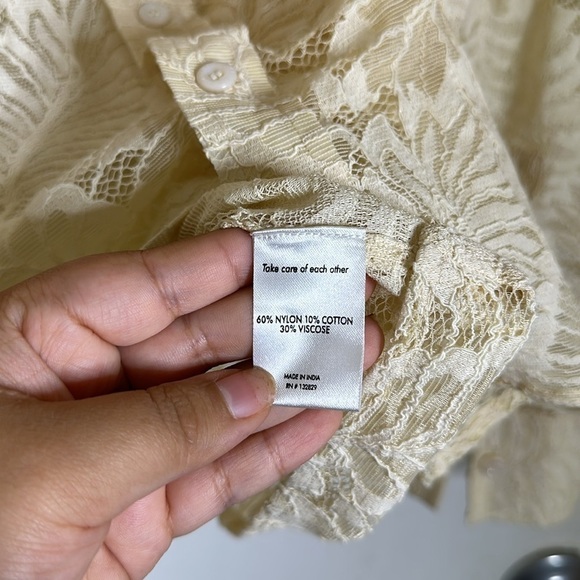 Take care of each other
60% NYLON 10% COTTON
30% VISCOSE
MADE IN INDIA
RN # 132829